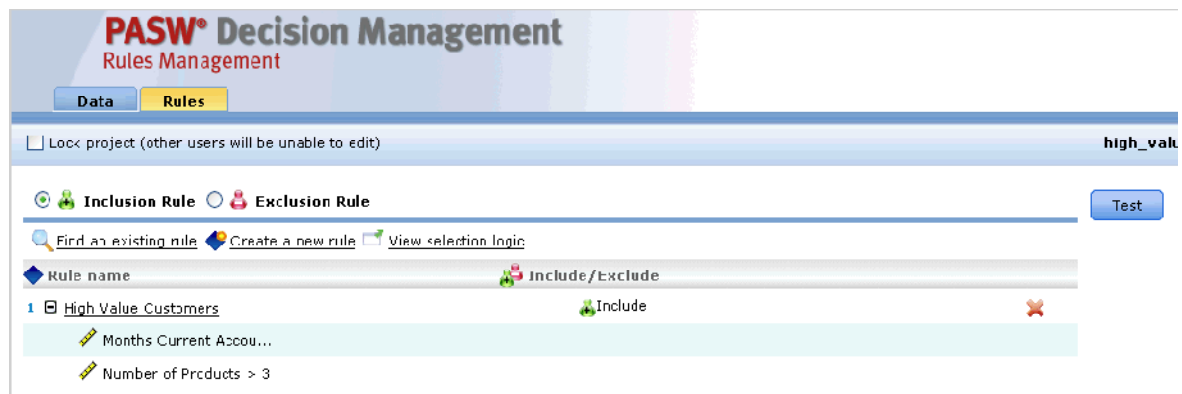 PASW® Decision Management
Rules Management
Data Rules
Lock project (other users will be unable to edit) high_valu
Inclusion Rule Exclusion Rule Test
Find an existing rule Create a new rule View selection logic
Rule name Include/Exclude
1 High Value Customers Include
Months Current Accou...
Number of Products > 3